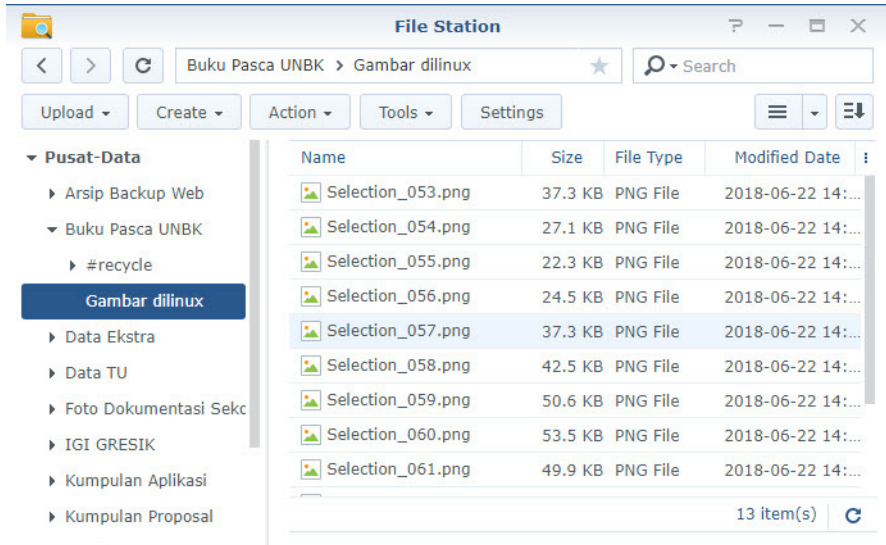 File Station
Buku Pasca UNBK > Gambar dilinux
Search
Upload Create Action Tools Settings
Pusat-Data
Arsip Backup Web
Buku Pasca UNBK
#recycle
Gambar dilinux
Data Ekstra
Data TU
Foto Dokumentasi Sekc
IGI GRESIK
Kumpulan Aplikasi
Kumpulan Proposal
Name Size File Type Modified Date
Selection_053.png 37.3 KB PNG File 2018-06-22 14:...
Selection_054.png 27.1 KB PNG File 2018-06-22 14:...
Selection_055.png 22.3 KB PNG File 2018-06-22 14:...
Selection_056.png 24.5 KB PNG File 2018-06-22 14:...
Selection_057.png 37.3 KB PNG File 2018-06-22 14:...
Selection_058.png 42.5 KB PNG File 2018-06-22 14:...
Selection_059.png 50.6 KB PNG File 2018-06-22 14:...
Selection_060.png 53.5 KB PNG File 2018-06-22 14:...
Selection_061.png 49.9 KB PNG File 2018-06-22 14:...
13 item(s)